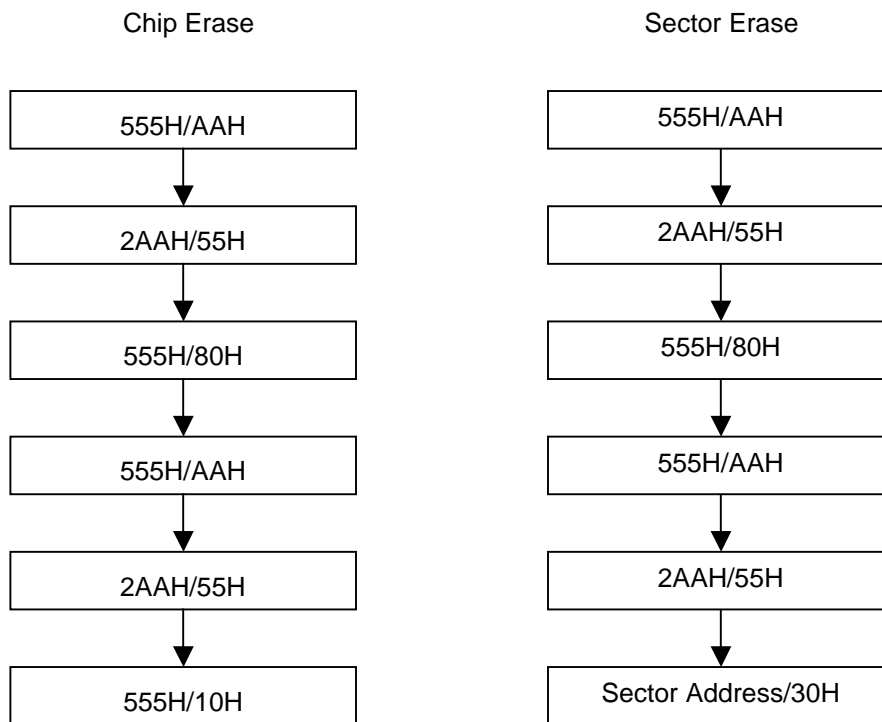 Chip Erase
555H/AAH
2AAH/55H
555H/80H
555H/AAH
2AAH/55H
555H/10H
Sector Erase
555H/AAH
2AAH/55H
555H/80H
555H/AAH
2AAH/55H
Sector Address/30H